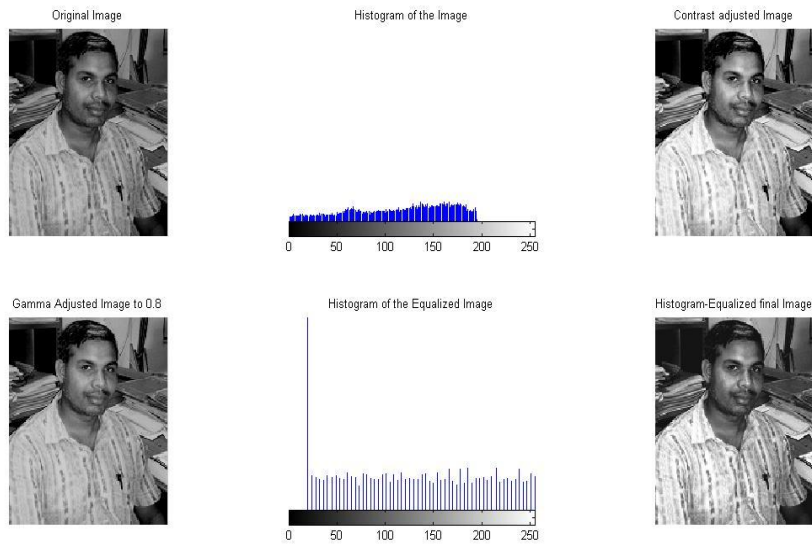 Original Image
Histogram of the Image
Contrast adjusted Image
0 50 100 150 200 250
Gamma Adjusted Image to 0.8
Histogram of the Equalized Image
Histogram-Equalized final Image
0 50 100 150 200 250